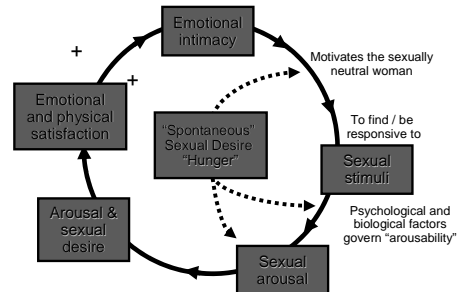 Emotional
intimacy
+
+
Motivates the sexually
neutral woman
Emotional
and physical
satisfaction
"Spontaneous"
Sexual Desire
"Hunger"
To find / be
responsive to
Sexual
stimuli
Arousal &
sexual
desire
Psychological and
biological factors
govern "arousability"
Sexual
arousal